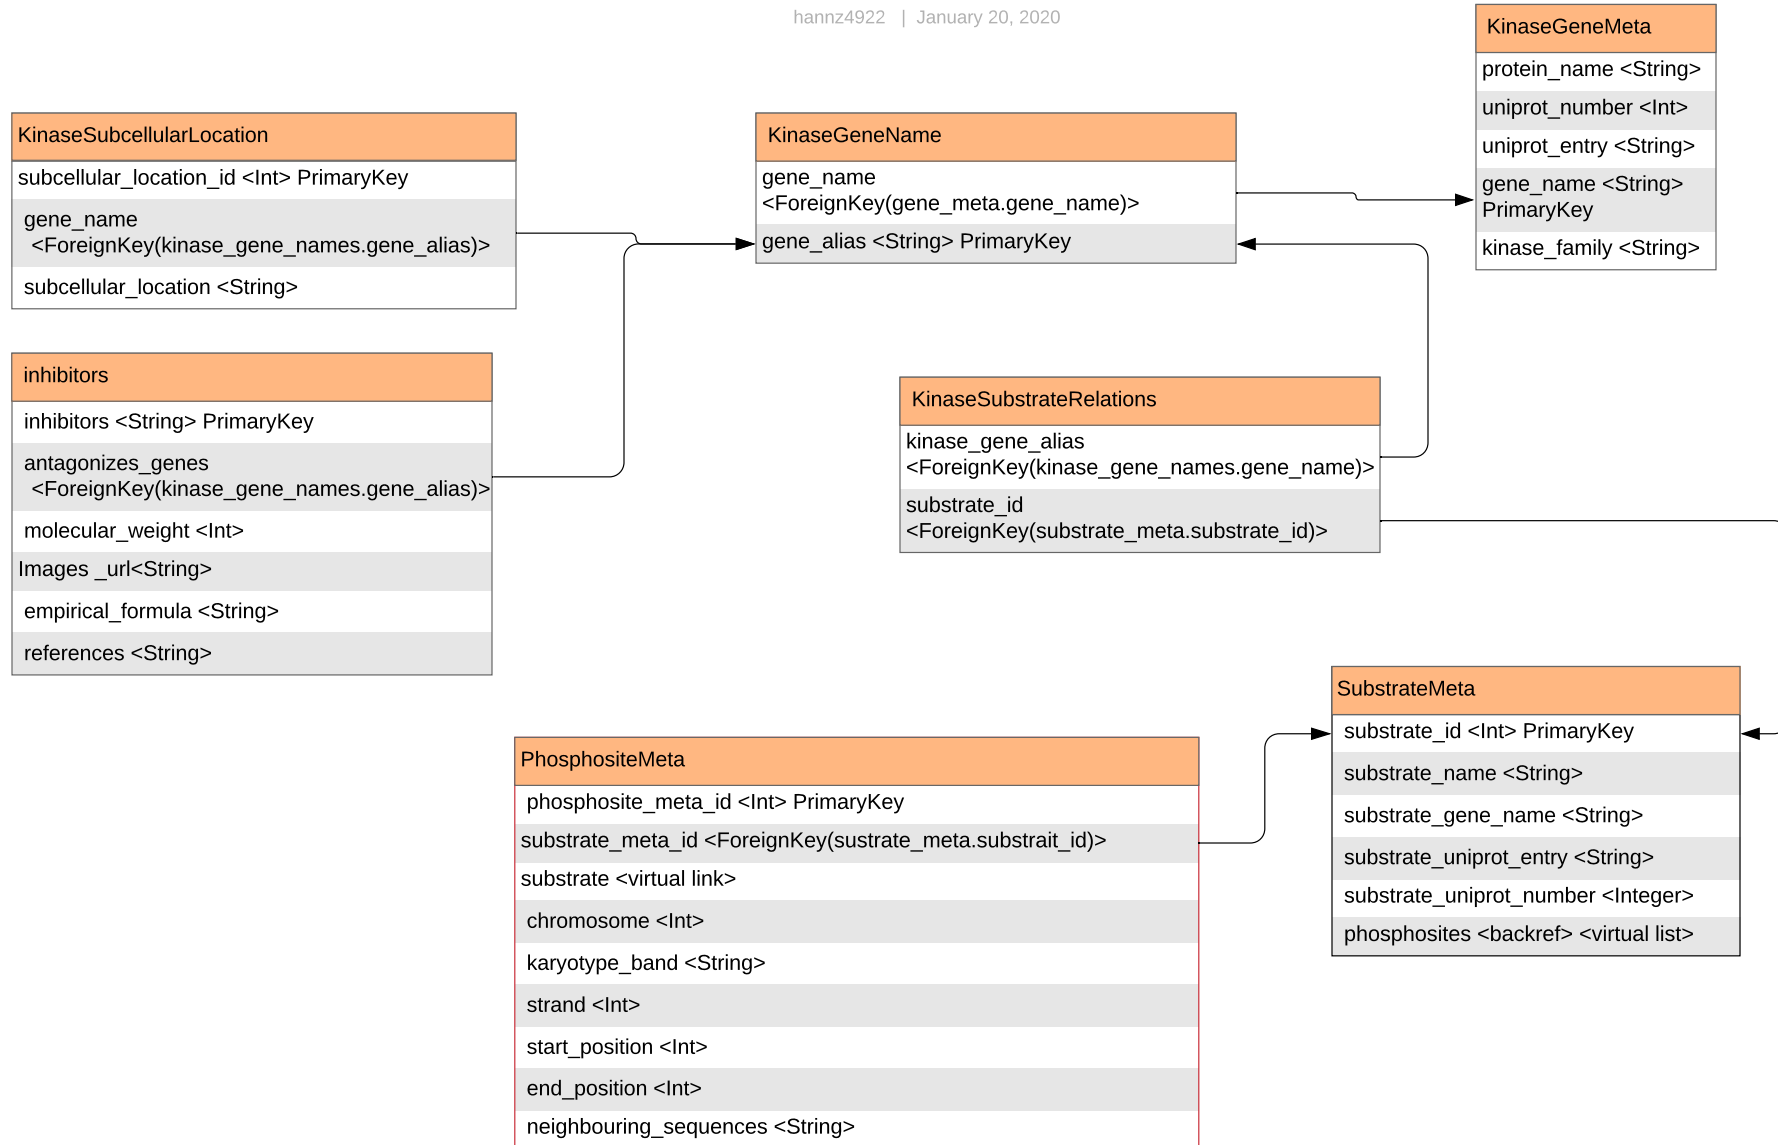 hannz4922 | January 20, 2020
KinaseGeneMeta
protein_name <String>
uniprot_number <Int>
uniprot_entry <String>
gene_name <String>
PrimaryKey
kinase_family <String>
KinaseSubcellularLocation
subcellular_location_id <Int> PrimaryKey
gene_name
<ForeignKey(kinase_gene_names.gene_alias)>
subcellular_location <String>
KinaseGeneName
gene_name
<ForeignKey(gene_meta.gene_name)>
gene_alias <String> PrimaryKey
inhibitors
inhibitors <String> PrimaryKey
antagonizes_genes
<ForeignKey(kinase_gene_names.gene_alias)>
molecular_weight <Int>
Images _url<String>
empirical_formula <String>
references <String>
KinaseSubstrateRelations
kinase_gene_alias
<ForeignKey(kinase_gene_names.gene_name)>
substrate_id
<ForeignKey(substrate_meta.substrate_id)>
SubstrateMeta
substrate_id <Int> PrimaryKey
substrate_name <String>
substrate_gene_name <String>
substrate_uniprot_entry <String>
substrate_uniprot_number <Integer>
phosphosites <backref> <virtual list>
PhosphositeMeta
phosphosite_meta_id <Int> PrimaryKey
substrate_meta_id <ForeignKey(sustrate_meta.substrait_id)>
substrate <virtual link>
chromosome <Int>
karyotype_band <String>
strand <Int>
start_position <Int>
end_position <Int>
neighbouring_sequences <String>